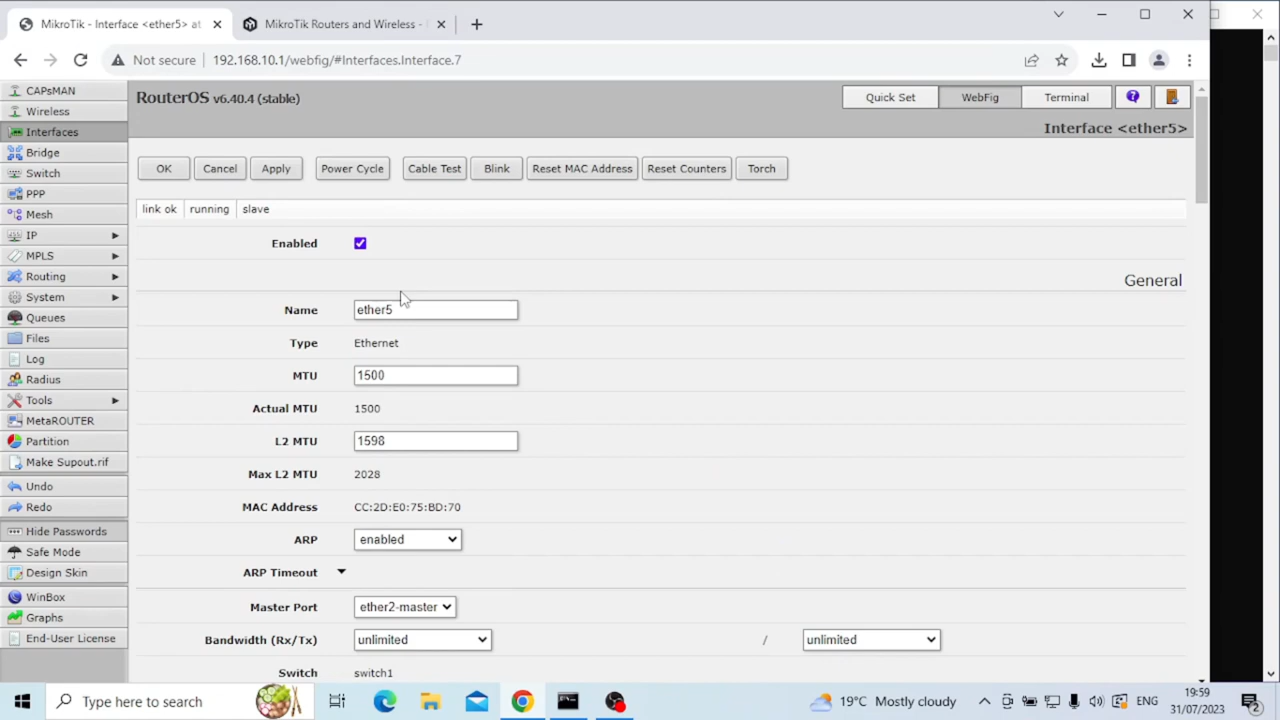 MikroTik - Interface <ether5> at
MikroTik Routers and Wireless -
Not secure
192.168.10.1/webfig/#Interfaces.Interface.7
CAPsMAN
Wireless
Interfaces
Bridge
Switch
PPP
Mesh
IP
MPLS
Routing
System
Queues
Files
Log
Radius
Tools
MetaROUTER
Partition
Make Supout.rif
Undo
Redo
Hide Passwords
Safe Mode
Design Skin
WinBox
Graphs
End-User License
RouterOS v6.40.4 (stable)
Quick Set
WebFig
Terminal
?
Interface <ether5>
OK
Cancel
Apply
Power Cycle
Cable Test
Blink
Reset MAC Address
Reset Counters
Torch
link ok
running
slave
Enabled
General
Name ether5
Type Ethernet
MTU 1500
Actual MTU 1500
L2 MTU 1598
Max L2 MTU 2028
MAC Address CC:2D:E0:75:BD:70
ARP enabled
ARP Timeout
Master Port ether2-master
Bandwidth (Rx/Tx) unlimited / unlimited
Switch switch1
Type here to search
19°C Mostly cloudy
ENG
19:59
31/07/2023
2